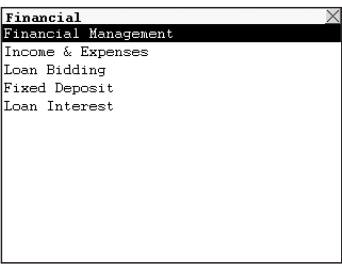 Financial
Financial Management
Income & Expenses
Loan Bidding
Fixed Deposit
Loan Interest